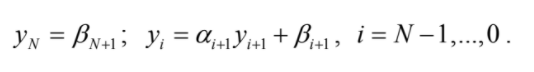 y_N = β_{N+1}; y_i = α_{i+1}y_{i+1} + β_{i+1}, i = N −1,...,0.